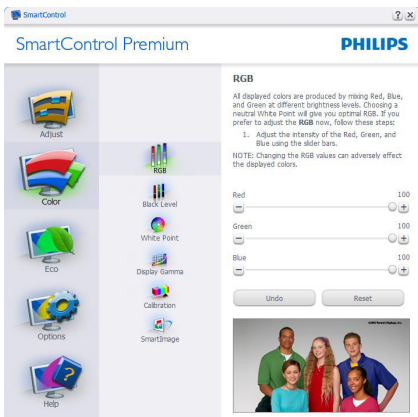 SmartControl
SmartControl Premium
PHILIPS
Adjust
Color
Eco
Options
Help
RGB
Black Level
White Point
Display Gamma
Calibration
SmartImage
RGB
All displayed colors are produced by mixing Red, Blue,
and Green at different brightness levels. Choosing a
neutral White Point will give you optimal RGB. If you
prefer to adjust the RGB now, follow these steps:
1. Adjust the intensity of the Red, Green, and
Blue using the slider bars.
NOTE: Changing the RGB values can adversely effect
the displayed colors.
Red 100
Green 100
Blue 100
Undo Reset